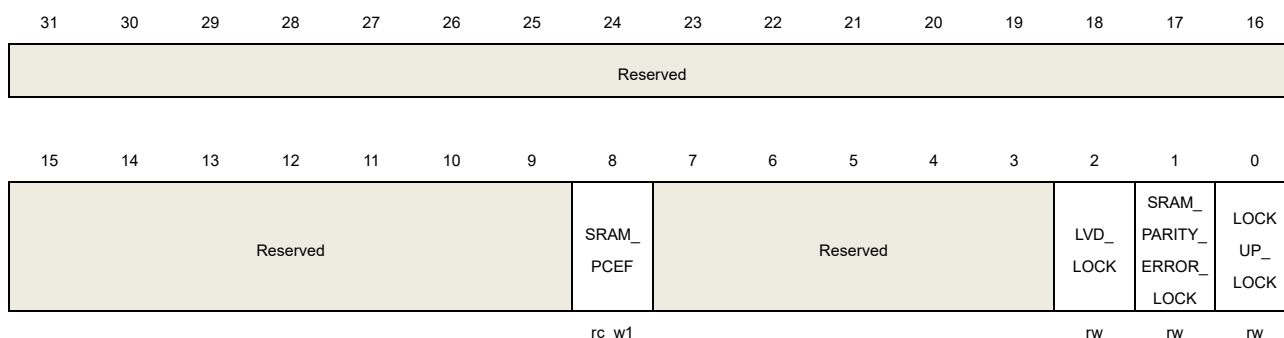 31 30 29 28 27 26 25 24 23 22 21 20 19 18 17 16
Reserved
15 14 13 12 11 10 9 8 7 6 5 4 3 2 1 0
Reserved
SRAM_
PCEF
Reserved
LVD_
LOCK
SRAM_
PARITY_
ERROR_
LOCK
LOCK
UP_
LOCK
rc_w1 rw rw rw